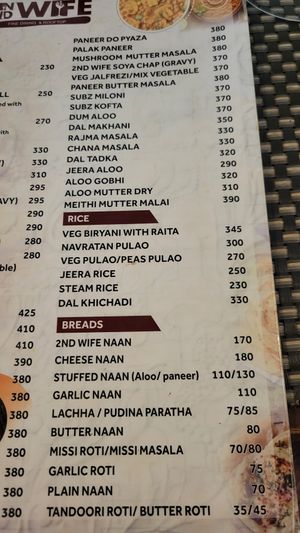 WIFE
FINE DINING & ROOFTOP
380
PANEER DO PYAZA 380
PALAK PANEER 380
MUSHROOM MUTTER MASALA 370
2ND WIFE SOYA CHAP (GRAVY) 370
VEG JALFREZI/MIX VEGETABLE 370
PANEER BUTTER MASALA 380
SUBZ MILONI 370
SUBZ KOFTA 370
DUM ALOO
DAL MAKHANI
RAJMA MASALA 330
CHANA MASALA 330
DAL TADKA 320
JEERA ALOO 290
ALOO GOBHI 320
ALOO MUTTER DRY 310
MEITHI MUTTER MALAI 390
RICE
VEG BIRYANI WITH RAITA 345
NAVRATAN PULAO 300
VEG PULAO/PEAS PULAO 270
JEERA RICE 250
STEAM RICE 230
DAL KHICHADI 330
BREADS
2ND WIFE NAAN 170
CHEESE NAAN 180
STUFFED NAAN (Aloo/ paneer) 110/130
GARLIC NAAN 110
LACHHA / PUDINA PARATHA 75/85
BUTTER NAAN 80
MISSI ROTI/MISSI MASALA 70/80
GARLIC ROTI 75
PLAIN NAAN 70
TANDOORI ROTI/ BUTTER ROTI 35/45
230
250
270
330
330
310
295
295
290
290
280
280
425
410
410
390
380
380
380
380
380
380
380